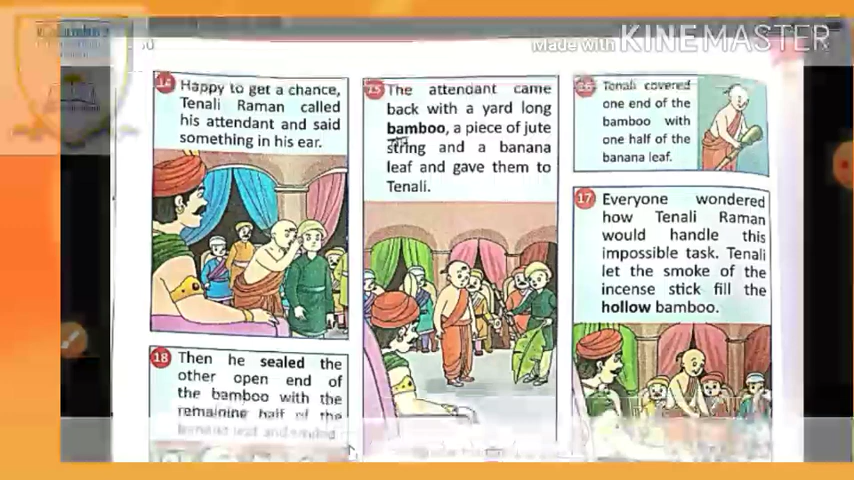 Made with KINEMASTER
14 Happy to get a chance,
Tenali Raman called
his attendant and said
something in his ear.
15 The attendant came
back with a yard long
bamboo, a piece of jute
string and a banana
leaf and gave them to
Tenali.
16 Tenali covered
one end of the
bamboo with
one half of the
banana leaf.
17 Everyone wondered
how Tenali Raman
would handle this
impossible task. Tenali
let the smoke of the
incense stick fill the
hollow bamboo.
18 Then he sealed the
other open end of
the bamboo with the
remaining half of the
banana leaf and